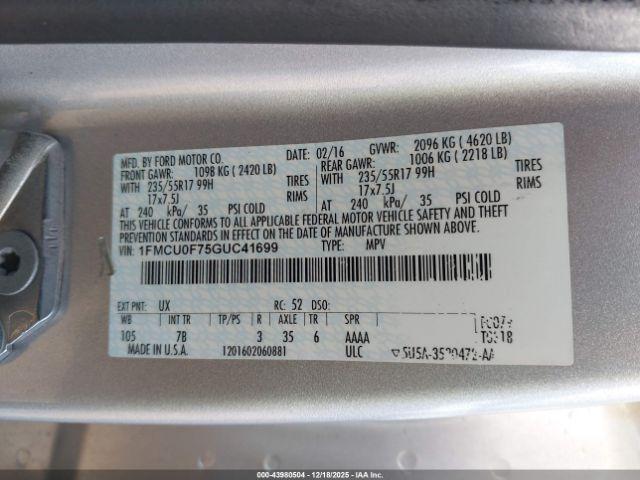 MFD. BY FORD MOTOR CO. DATE: 02/16 GVWR: 2096 KG ( 4620 LB)
FRONT GAWR: 1098 KG ( 2420 LB) REAR GAWR: 1006 KG ( 2218 LB)
WITH 235/55R17 99H TIRES WITH 235/55R17 99H TIRES
17x7.5J RIMS 17x7.5J RIMS
AT 240 kPa/ 35 PSI COLD AT 240 kPa/ 35 PSI COLD
THIS VEHICLE CONFORMS TO ALL APPLICABLE FEDERAL MOTOR VEHICLE SAFETY AND THEFT
PREVENTION STANDARDS IN EFFECT ON THE DATE OF MANUFACTURE SHOWN ABOVE.
VIN: 1FMCU0F75GUC41699 TYPE: MPV
EXT PNT: UX RC: 52 DSO:
WB INT TR TP/PS R AXLE TR SPR
105 7B 3 35 6 AAAA
MADE IN U.S.A. 1201602060881 ULC
000-43980504 - 12/18/2025 - IAAI.COM